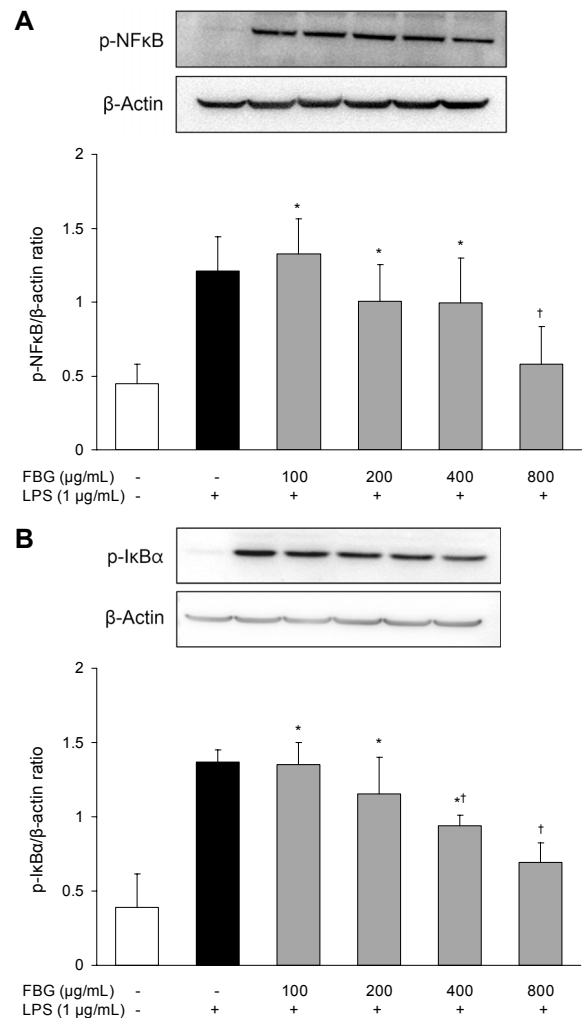 A
p-NFκB
β-Actin
2
1.5
1
0.5
0
p-NFκB/β-actin ratio
* * * †
FBG (μg/mL) - - 100 200 400 800
LPS (1 μg/mL) - + + + + +
B
p-IκBα
β-Actin
2
1.5
1
0.5
0
p-IκBα/β-actin ratio
* * *† †
FBG (μg/mL) - - 100 200 400 800
LPS (1 μg/mL) - + + + + +